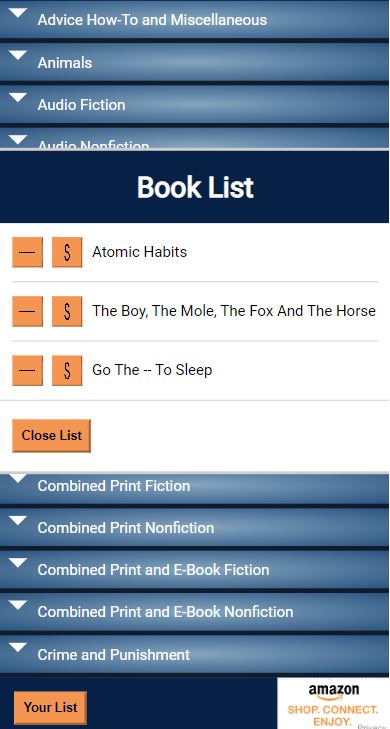 Advice How-To and Miscellaneous
Animals
Audio Fiction
Audio Nonfiction
Book List
— $ Atomic Habits
— $ The Boy, The Mole, The Fox And The Horse
— $ Go The -- To Sleep
Close List
Combined Print Fiction
Combined Print Nonfiction
Combined Print and E-Book Fiction
Combined Print and E-Book Nonfiction
Crime and Punishment
Your List
amazon
SHOP. CONNECT.
ENJOY.
Privacy